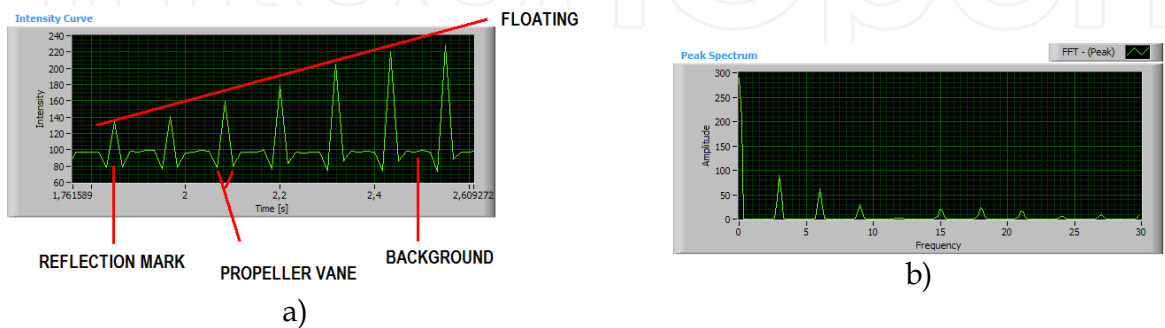 Intensity Curve
FLOATING
240
220
200
180
160
140
120
100
80
60
Intensity
1,761589
2
2,2
2,4
2,609272
Time [s]
REFLECTION MARK
PROPELLER VANE
BACKGROUND
a)
Peak Spectrum
FFT - (Peak)
300
250
200
150
100
50
0
Amplitude
0
5
10
15
20
25
30
Frequency
b)